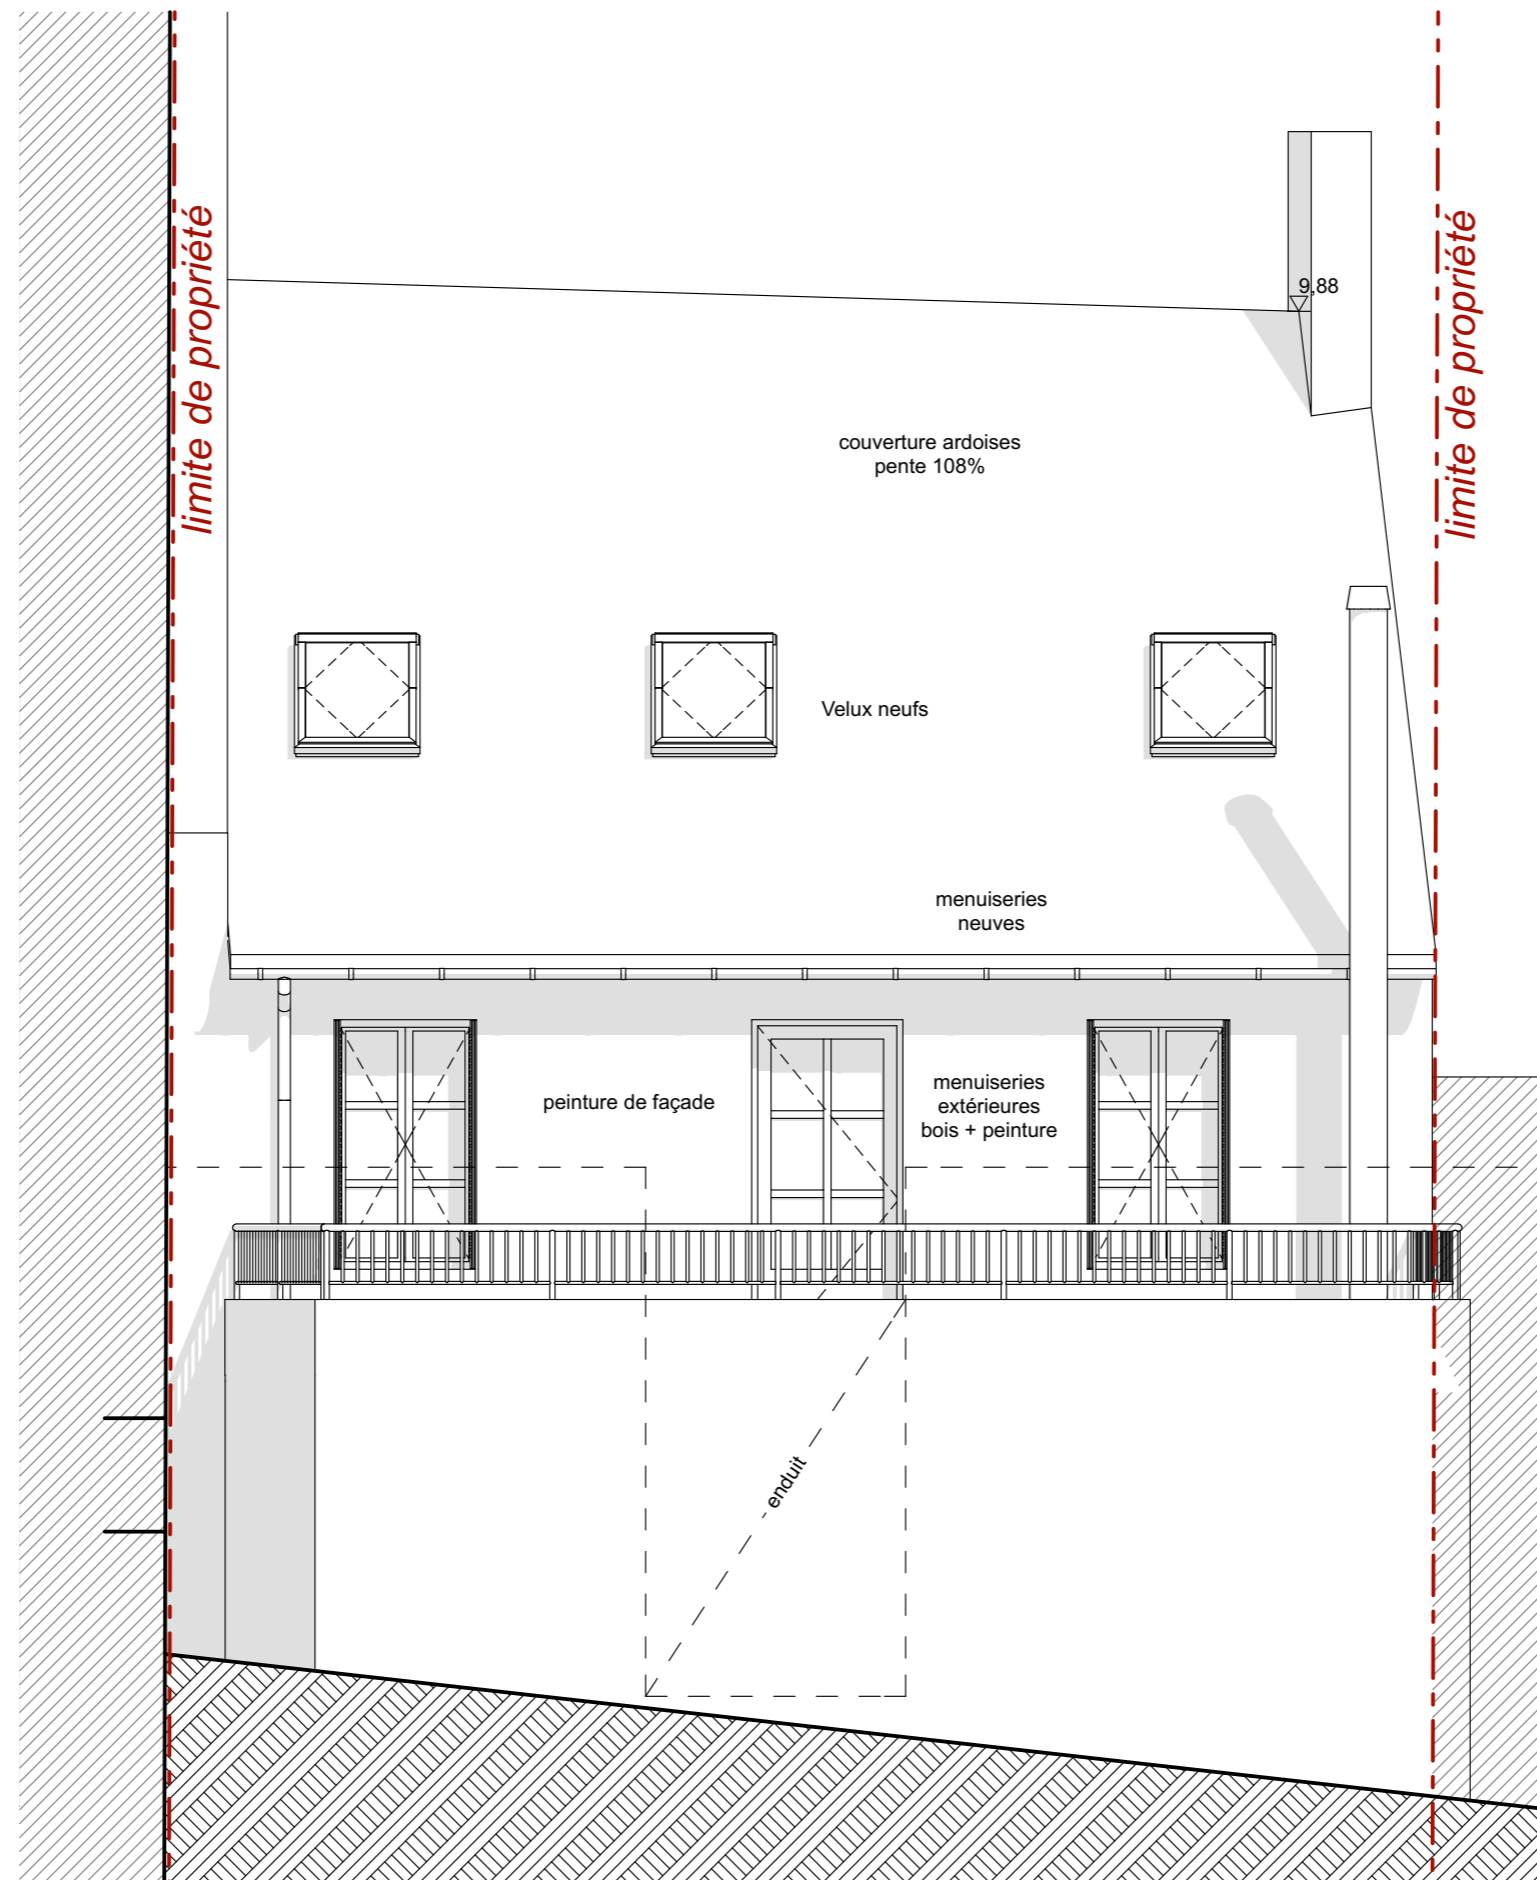 limite de propriété
limite de propriété
9,88
couverture ardoises
pente 108%
Velux neufs
menuiseries
neuves
peinture de façade
menuiseries
extérieures
bois + peinture
enduit